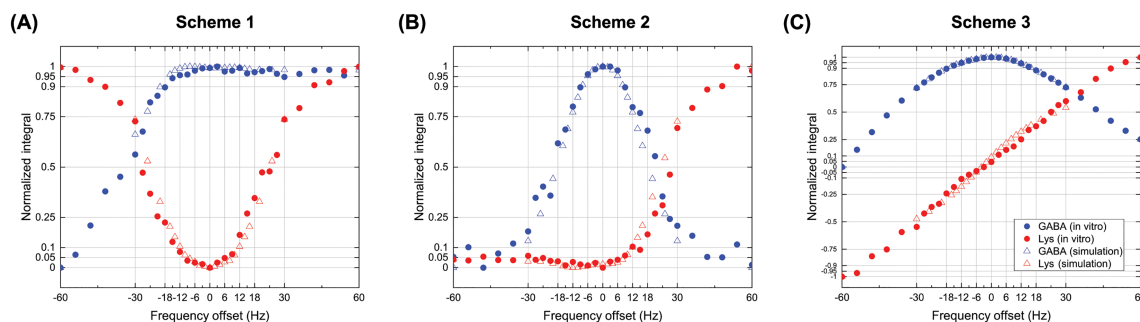 (A) Scheme 1
(B) Scheme 2
(C) Scheme 3
Normalized integral
1
0.95
0.9
0.75
0.5
0.25
0.1
0.05
0
-60 -30 -18 -12 -6 0 6 12 18 30 60
Frequency offset (Hz)
Normalized integral
1
0.95
0.9
0.75
0.5
0.25
0.1
0.05
0
-60 -30 -18 -12 -6 0 6 12 18 30 60
Frequency offset (Hz)
Normalized integral
1
0.95
0.9
0.75
0.5
0.25
0.1
0.05
0
-0.05
-0.1
-0.25
-0.5
-0.75
-0.9
-0.95
-1
-60 -30 -18 -12 -6 0 6 12 18 30 60
Frequency offset (Hz)
GABA (in vitro)
Lys (in vitro)
GABA (simulation)
Lys (simulation)